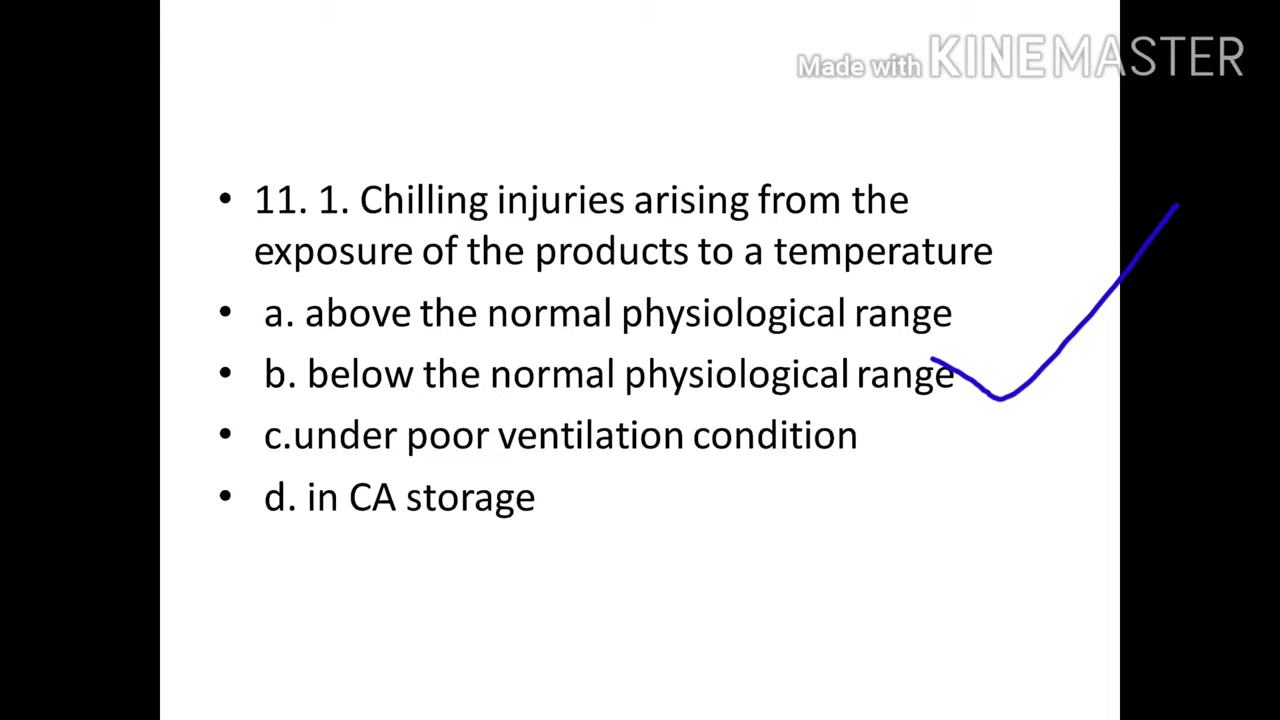 Made with KINEMASTER
• 11. 1. Chilling injuries arising from the
exposure of the products to a temperature
• a. above the normal physiological range
• b. below the normal physiological range
• c.under poor ventilation condition
• d. in CA storage